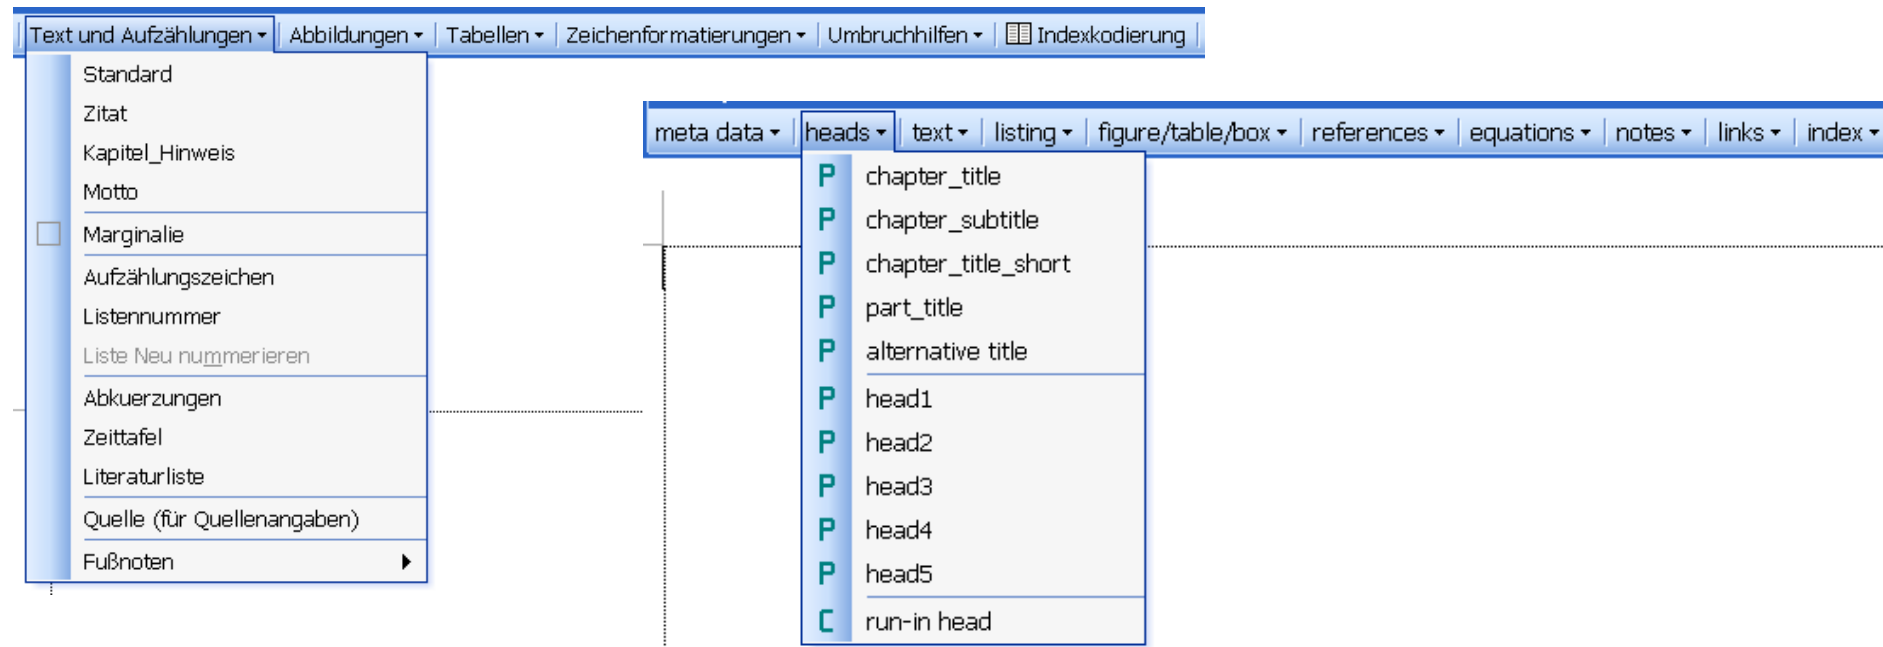 Text und Aufzählungen Abbildungen Tabellen Zeichenformatierungen Umbruchhilfen Indexkodierung
Standard
Zitat
Kapitel_Hinweis
Motto
Marginalie
Aufzählungszeichen
Listennummer
Liste Neu nummerieren
Abkuerzungen
Zeittafel
Literaturliste
Quelle (für Quellenangaben)
Fußnoten
meta data heads text listing figure/table/box references equations notes links index
P chapter_title
P chapter_subtitle
P chapter_title_short
P part_title
P alternative title
P head1
P head2
P head3
P head4
P head5
C run-in head